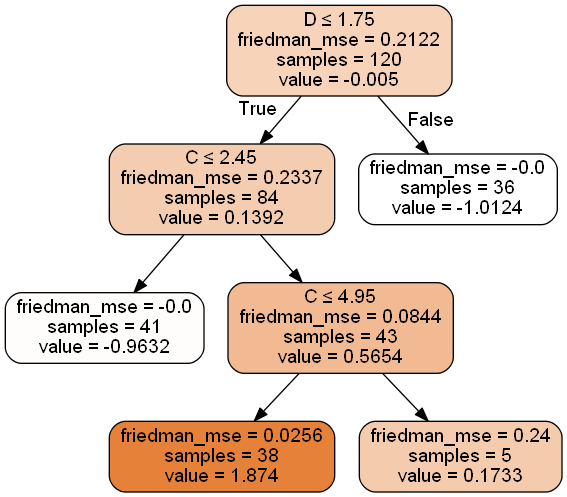 D ≤ 1.75
friedman_mse = 0.2122
samples = 120
value = -0.005
True
False
C ≤ 2.45
friedman_mse = 0.2337
samples = 84
value = 0.1392
friedman_mse = -0.0
samples = 36
value = -1.0124
friedman_mse = -0.0
samples = 41
value = -0.9632
C ≤ 4.95
friedman_mse = 0.0844
samples = 43
value = 0.5654
friedman_mse = 0.0256
samples = 38
value = 1.874
friedman_mse = 0.24
samples = 5
value = 0.1733